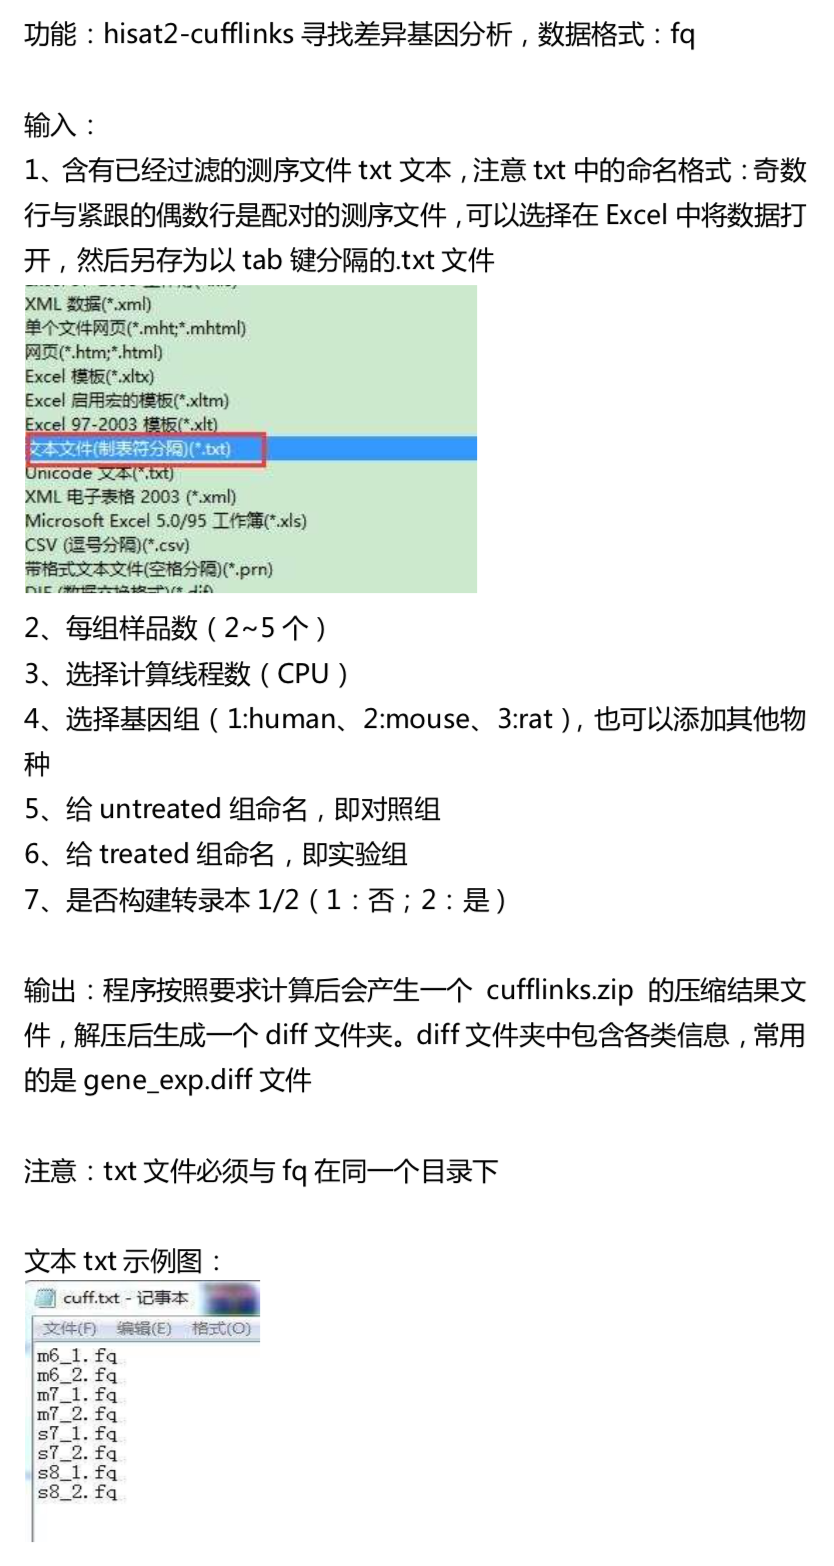 功能：hisat2-cufflinks 寻找差异基因分析，数据格式：fq
输入：
1、含有已经过滤的测序文件 txt 文本，注意 txt 中的命名格式：奇数
行与紧跟的偶数行是配对的测序文件，可以选择在 Excel 中将数据打
开，然后另存为以 tab 键分隔的.txt 文件
XML 数据(*.xml)
单个文件网页(*.mht;*.mhtml)
网页(*.htm;*.html)
Excel 模板(*.xltx)
Excel 启用宏的模板(*.xltm)
Excel 97-2003 模板(*.xlt)
文本文件(制表符分隔)(*.txt)
Unicode 文本(*.txt)
XML 电子表格 2003 (*.xml)
Microsoft Excel 5.0/95 工作簿(*.xls)
CSV (逗号分隔)(*.csv)
带格式文本文件(空格分隔)(*.prn)
DIF (数据交换格式)(*.dif)
2、每组样品数（2~5 个）
3、选择计算线程数（CPU）
4、选择基因组（1:human、2:mouse、3:rat），也可以添加其他物
种
5、给 untreated 组命名，即对照组
6、给 treated 组命名，即实验组
7、是否构建转录本 1/2（1：否；2：是）
输出：程序按照要求计算后会产生一个 cufflinks.zip 的压缩结果文
件，解压后生成一个 diff 文件夹。diff 文件夹中包含各类信息，常用
的是 gene_exp.diff 文件
注意：txt 文件必须与 fq 在同一个目录下
文本 txt 示例图：
cuff.txt - 记事本
文件(F) 编辑(E) 格式(O)
m6_1.fq
m6_2.fq
m7_1.fq
m7_2.fq
s7_1.fq
s7_2.fq
s8_1.fq
s8_2.fq